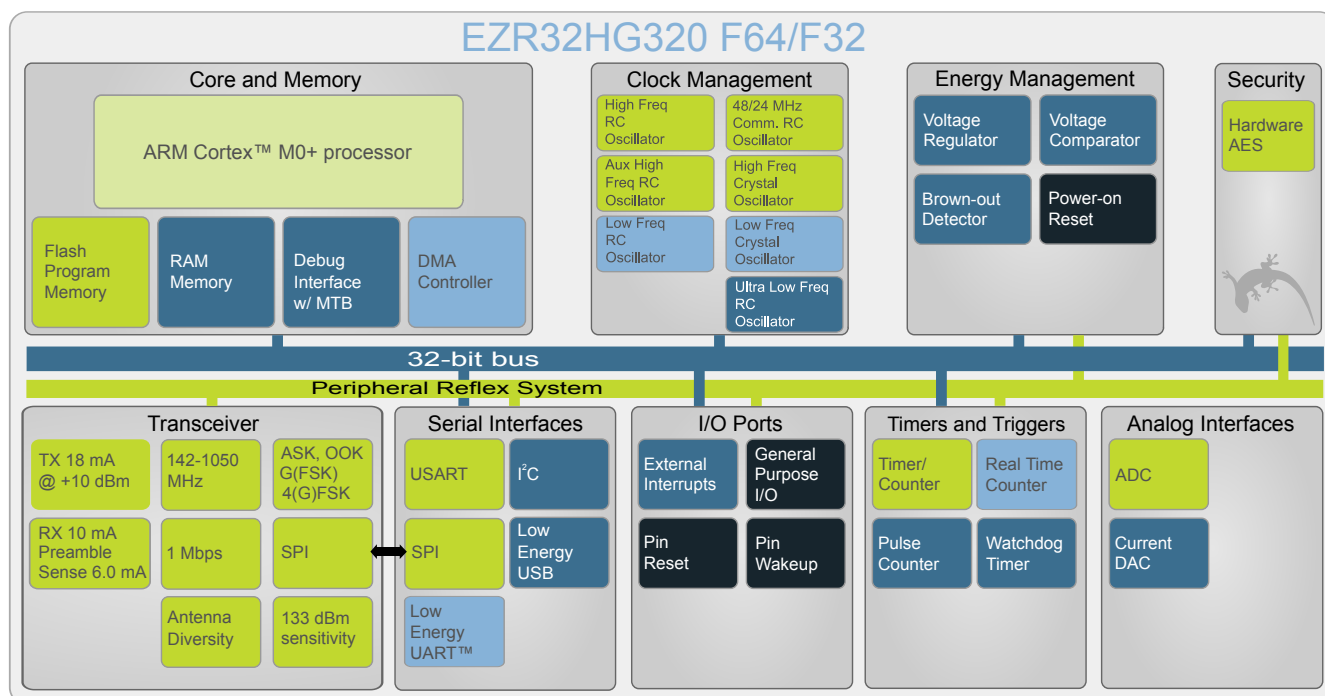 EZR32HG320 F64/F32
Core and Memory
ARM Cortex™ M0+ processor
Flash
Program
Memory
RAM
Memory
Debug
Interface
w/ MTB
DMA
Controller
Clock Management
High Freq
RC
Oscillator
48/24 MHz
Comm. RC
Oscillator
Aux High
Freq RC
Oscillator
High Freq
Crystal
Oscillator
Low Freq
RC
Oscillator
Low Freq
Crystal
Oscillator
Ultra Low Freq
RC
Oscillator
Energy Management
Voltage
Regulator
Voltage
Comparator
Brown-out
Detector
Power-on
Reset
Security
Hardware
AES
32-bit bus
Peripheral Reflex System
Transceiver
TX 18 mA
@ +10 dBm
142-1050
MHz
ASK, OOK
G(FSK)
4(G)FSK
RX 10 mA
Preamble
Sense 6.0 mA
1 Mbps
SPI
Antenna
Diversity
133 dBm
sensitivity
Serial Interfaces
USART
I²C
SPI
Low
Energy
USB
Low
Energy
UART™
I/O Ports
External
Interrupts
General
Purpose
I/O
Pin
Reset
Pin
Wakeup
Timers and Triggers
Timer/
Counter
Real Time
Counter
Pulse
Counter
Watchdog
Timer
Analog Interfaces
ADC
Current
DAC